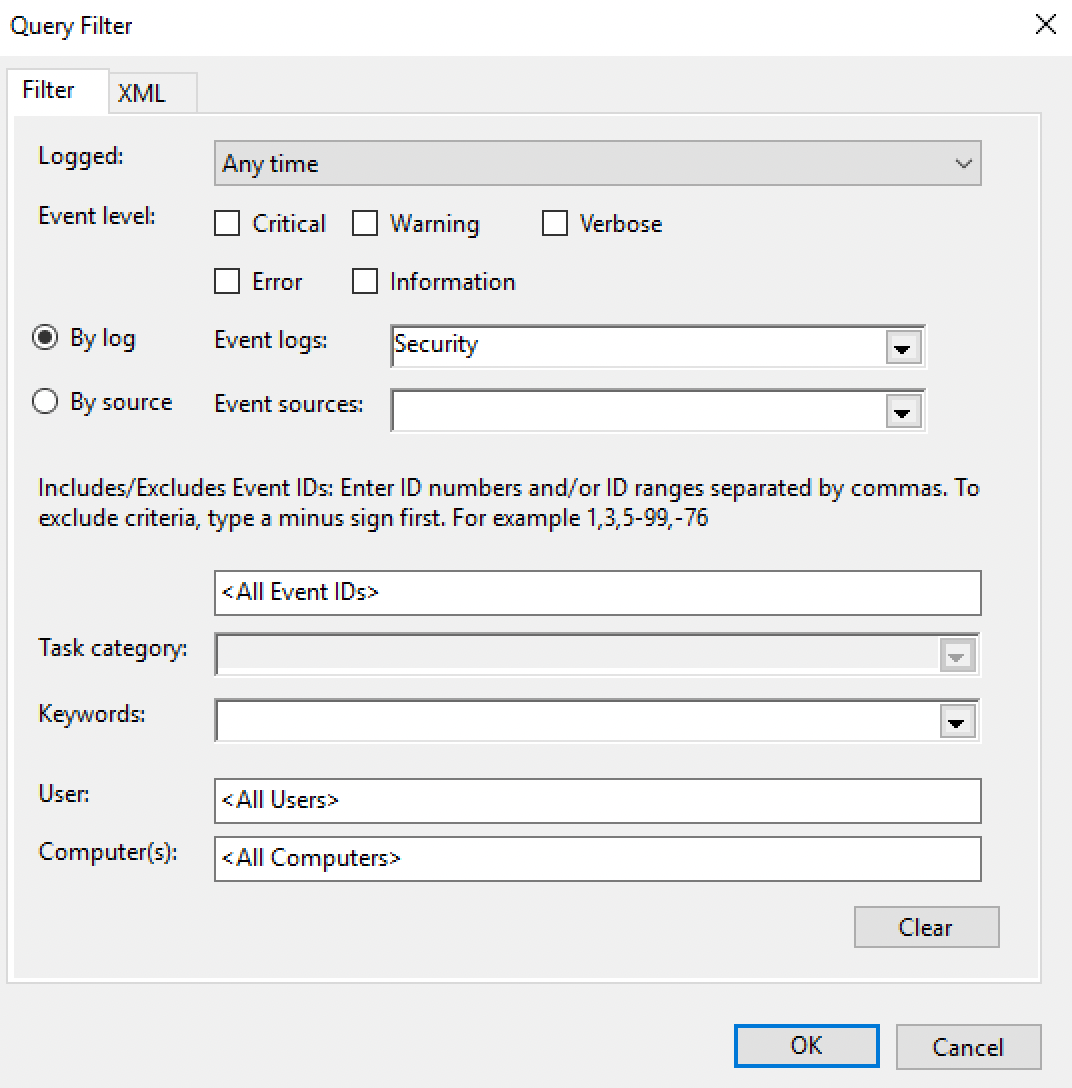 Query Filter
Filter XML
Logged: Any time
Event level: Critical Warning Verbose
Error Information
By log Event logs: Security
By source Event sources:
Includes/Excludes Event IDs: Enter ID numbers and/or ID ranges separated by commas. To
exclude criteria, type a minus sign first. For example 1,3,5-99,-76
<All Event IDs>
Task category:
Keywords:
User: <All Users>
Computer(s): <All Computers>
Clear
OK Cancel